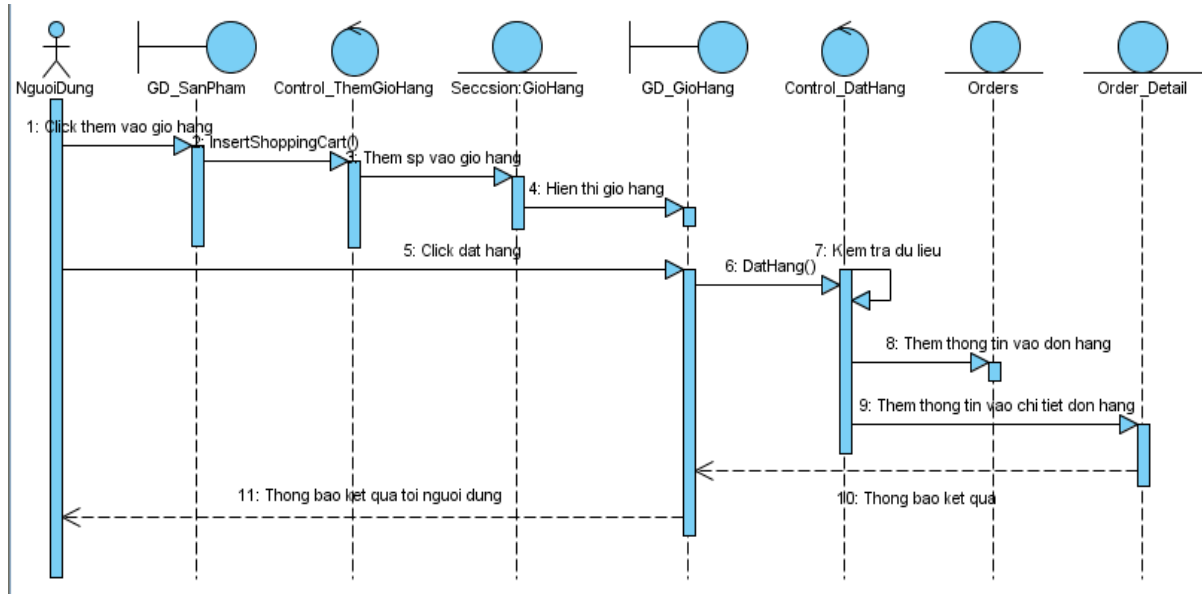 NguoiDung
GD_SanPham
Control_ThemGioHang
Seccsion:GioHang
GD_GioHang
Control_DatHang
Orders
Order_Detail
1: Click them vao gio hang
2: InsertShoppingCart()
3: Them sp vao gio hang
4: Hien thi gio hang
5: Click dat hang
6: DatHang()
7: Kiem tra du lieu
8: Them thong tin vao don hang
9: Them thong tin vao chi tiet don hang
10: Thong bao ket qua
11: Thong bao ket qua toi nguoi dung